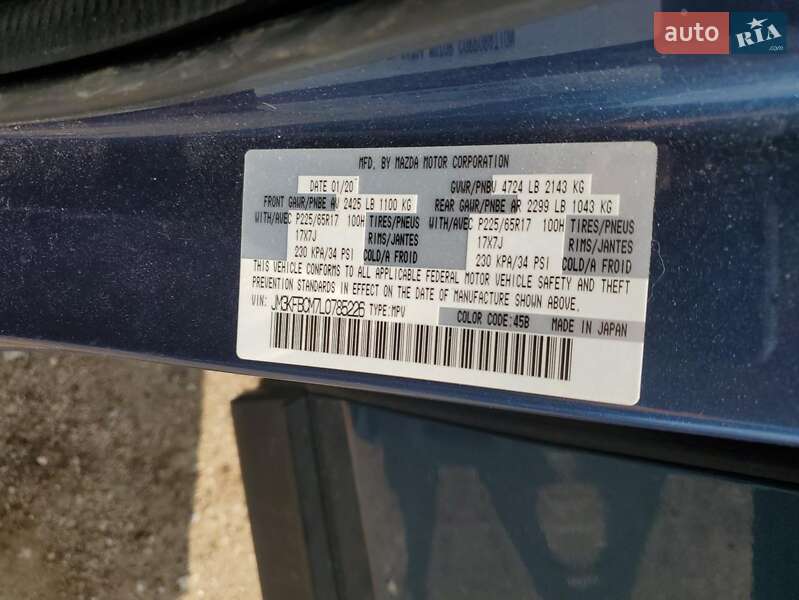 auto RIA
MFD. BY MAZDA MOTOR CORPORATION
DATE 01/20 GVWR/PNBV 4724 LB 2143 KG
FRONT GAWR/PNBE AV 2425 LB 1100 KG REAR GAWR/PNBE AR 2299 LB 1043 KG
WITH/AVEC P225/65R17 100H TIRES/PNEUS WITH/AVEC P225/65R17 100H TIRES/PNEUS
17X7J RIMS/JANTES 17X7J RIMS/JANTES
230 KPA/34 PSI COLD/A FROID 230 KPA/34 PSI COLD/A FROID
THIS VEHICLE CONFORMS TO ALL APPLICABLE FEDERAL MOTOR VEHICLE SAFETY AND THEFT
PREVENTION STANDARDS IN EFFECT ON THE DATE OF MANUFACTURE SHOWN ABOVE.
VIN: JM3KFBCM7L0785226 TYPE:MPV COLOR CODE:45B MADE IN JAPAN